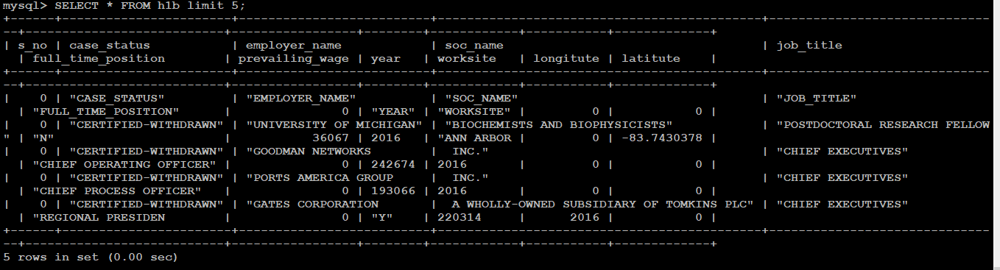 mysql> SELECT * FROM h1b limit 5;
+------+------------------------+---------------------------+---------------------------------------------+------------------------------
--+----------------------------+-----------------+--------+------------+-----------+-------------+
| s_no | case_status            | employer_name             | soc_name                                    | job_title
  | full_time_position         | prevailing_wage | year   | worksite   | longitute | latitute    |
+------+------------------------+---------------------------+---------------------------------------------+------------------------------
--+----------------------------+-----------------+--------+------------+-----------+-------------+
|    0 | "CASE_STATUS"          | "EMPLOYER_NAME"           | "SOC_NAME"                                  | "JOB_TITLE"
  | "FULL_TIME_POSITION"       |               0 | "YEAR" | "WORKSITE" |         0 |           0 |
|    0 | "CERTIFIED-WITHDRAWN"  | "UNIVERSITY OF MICHIGAN"  | "BIOCHEMISTS AND BIOPHYSICISTS"             | "POSTDOCTORAL RESEARCH FELLOW
" | "N"                        |           36067 | 2016   | "ANN ARBOR |         0 | -83.7430378 |
|    0 | "CERTIFIED-WITHDRAWN"  | "GOODMAN NETWORKS         |  INC."                                      | "CHIEF EXECUTIVES"
  | "CHIEF OPERATING OFFICER"  |               0 | 242674 | 2016       |         0 |           0 |
|    0 | "CERTIFIED-WITHDRAWN"  | "PORTS AMERICA GROUP      |  INC."                                      | "CHIEF EXECUTIVES"
  | "CHIEF PROCESS OFFICER"    |               0 | 193066 | 2016       |         0 |           0 |
|    0 | "CERTIFIED-WITHDRAWN"  | "GATES CORPORATION        |  A WHOLLY-OWNED SUBSIDIARY OF TOMKINS PLC"  | "CHIEF EXECUTIVES"
  | "REGIONAL PRESIDEN         |               0 | "Y"    | 220314     |      2016 |           0 |
+------+------------------------+---------------------------+---------------------------------------------+------------------------------
--+----------------------------+-----------------+--------+------------+-----------+-------------+
5 rows in set (0.00 sec)